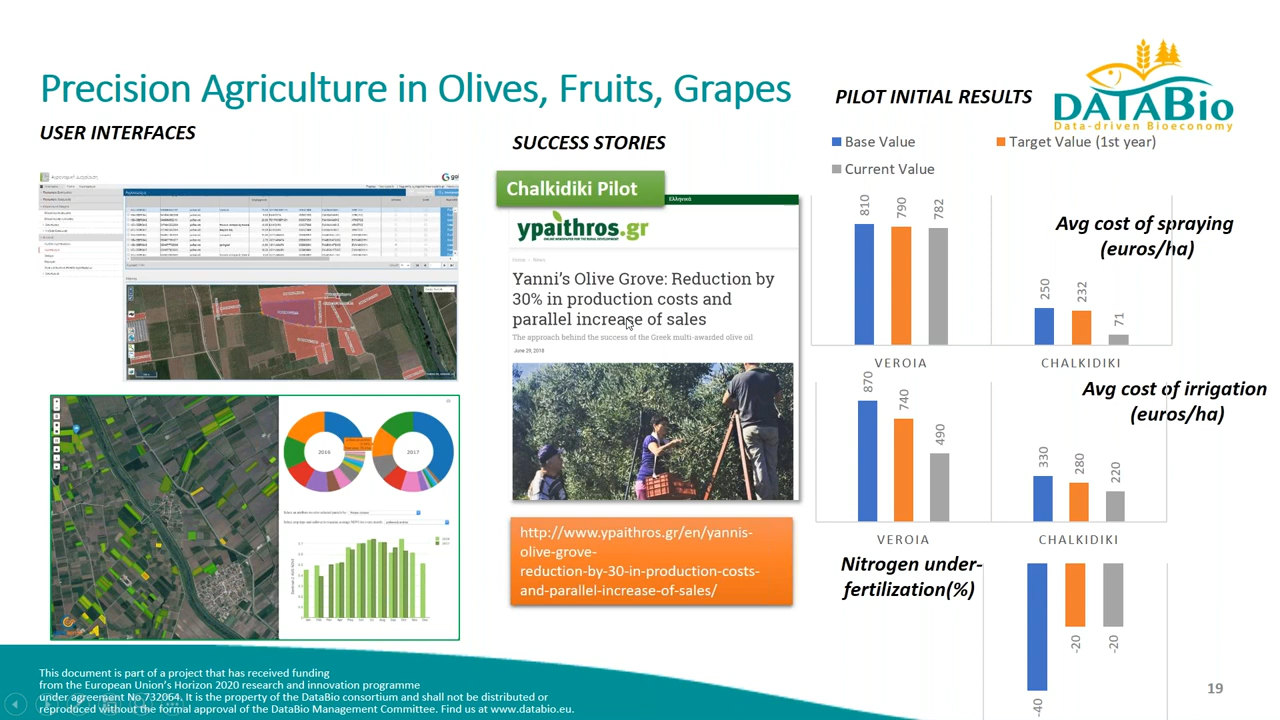 Precision Agriculture in Olives, Fruits, Grapes
USER INTERFACES
SUCCESS STORIES
Chalkidiki Pilot
Ελληνικά
ypaithros.gr
Yanni's Olive Grove: Reduction by
30% in production costs and
parallel increase of sales
The approach behind the success of the Greek multi-awarded olive oil
June 29, 2018
http://www.ypaithros.gr/en/yannis-
olive-grove-
reduction-by-30-in-production-costs-
and-parallel-increase-of-sales/
2016
2017
PILOT INITIAL RESULTS
DATABio
Data-driven Bioeconomy
Base Value
Target Value (1st year)
Current Value
Avg cost of spraying
(euros/ha)
810
790
782
250
232
71
VEROIA
CHALKIDIKI
Avg cost of irrigation
(euros/ha)
870
740
490
330
280
220
VEROIA
CHALKIDIKI
Nitrogen under-
fertilization(%)
-40
-20
-20
This document is part of a project that has received funding
from the European Union's Horizon 2020 research and innovation programme
under agreement No 732064. It is the property of the DataBio consortium and shall not be distributed or
reproduced without the formal approval of the DataBio Management Committee. Find us at www.databio.eu.
19